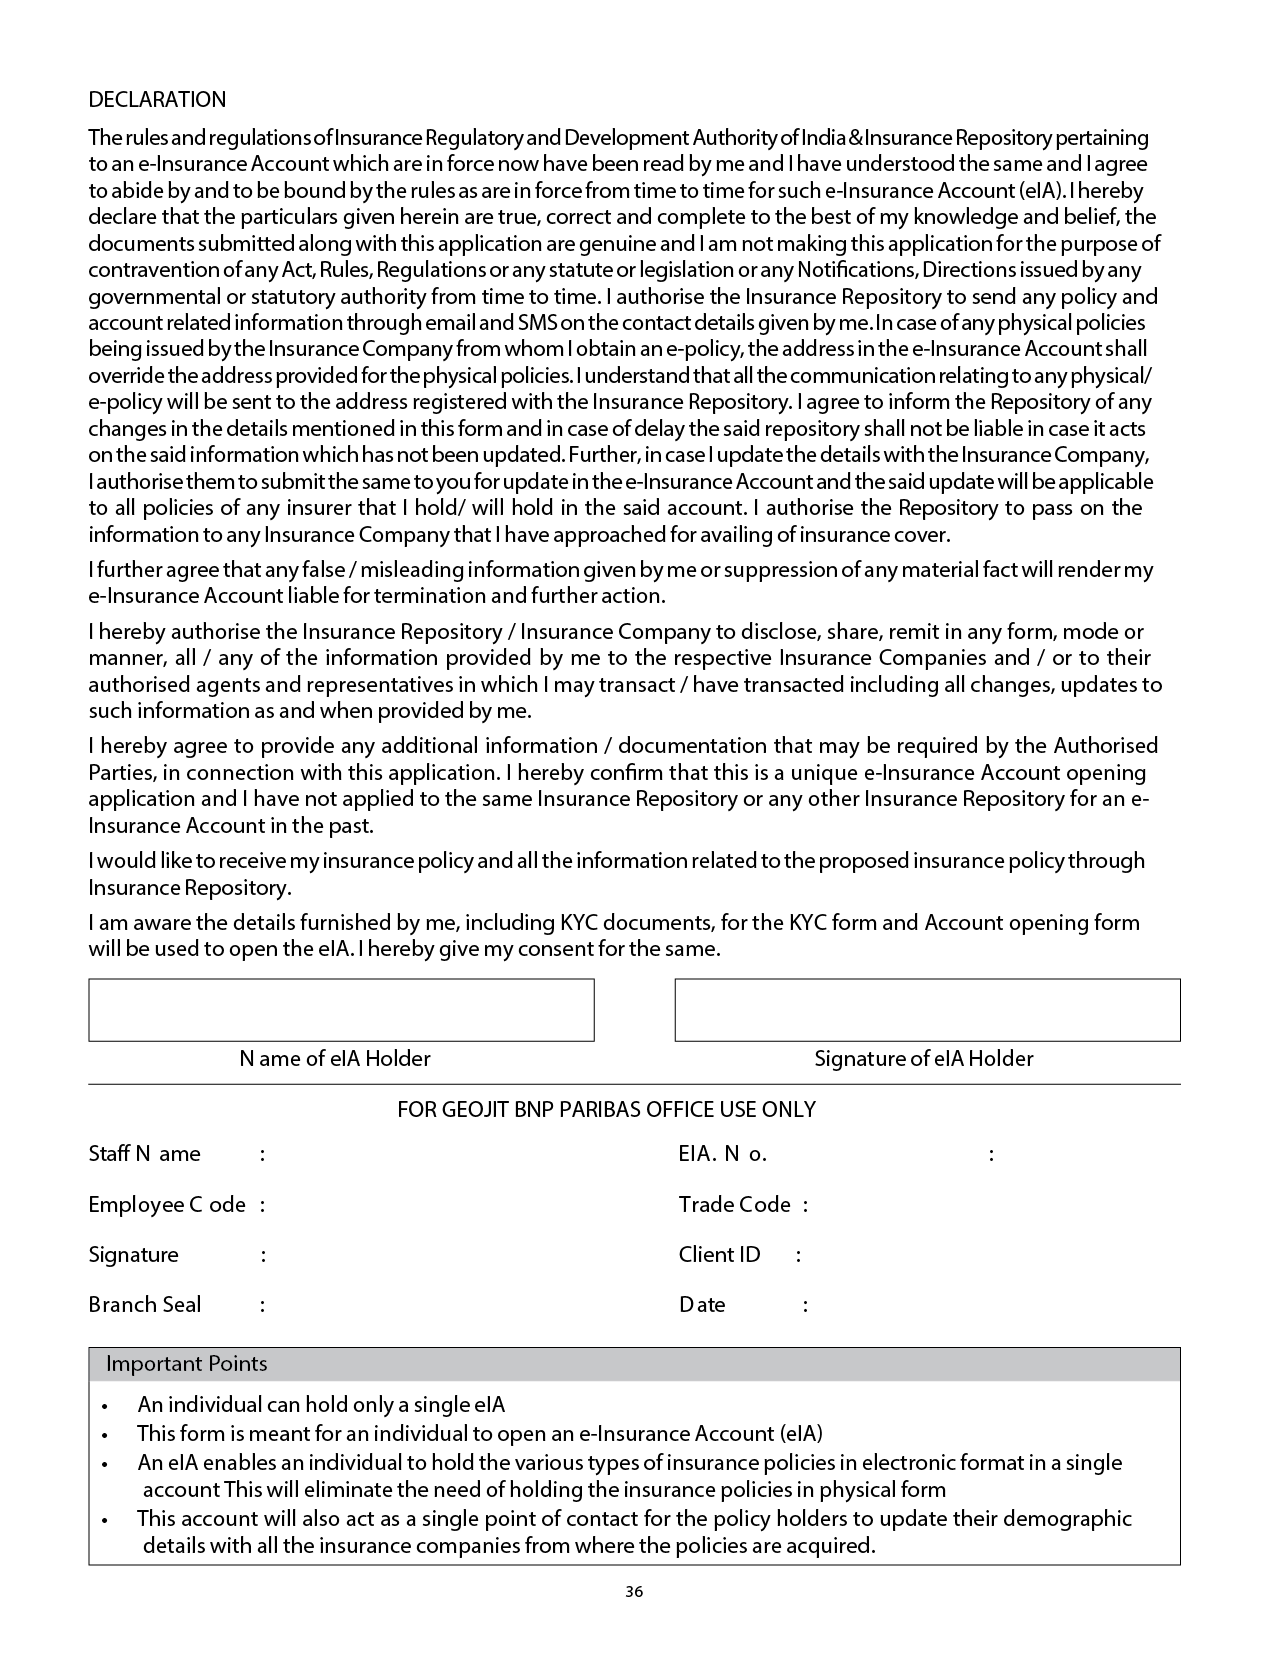 DECLARATION
The rules and regulations of Insurance Regulatory and Development Authority of India & Insurance Repository pertaining
to an e-Insurance Account which are in force now have been read by me and I have understood the same and I agree
to abide by and to be bound by the rules as are in force from time to time for such e-Insurance Account (eIA). I hereby
declare that the particulars given herein are true, correct and complete to the best of my knowledge and belief, the
documents submitted along with this application are genuine and I am not making this application for the purpose of
contravention of any Act, Rules, Regulations or any statute or legislation or any Notifications, Directions issued by any
governmental or statutory authority from time to time. I authorise the Insurance Repository to send any policy and
account related information through email and SMS on the contact details given by me. In case of any physical policies
being issued by the Insurance Company from whom I obtain an e-policy, the address in the e-Insurance Account shall
override the address provided for the physical policies. I understand that all the communication relating to any physical/
e-policy will be sent to the address registered with the Insurance Repository. I agree to inform the Repository of any
changes in the details mentioned in this form and in case of delay the said repository shall not be liable in case it acts
on the said information which has not been updated. Further, in case I update the details with the Insurance Company,
I authorise them to submit the same to you for update in the e-Insurance Account and the said update will be applicable
to all policies of any insurer that I hold/ will hold in the said account. I authorise the Repository to pass on the
information to any Insurance Company that I have approached for availing of insurance cover.
I further agree that any false / misleading information given by me or suppression of any material fact will render my
e-Insurance Account liable for termination and further action.
I hereby authorise the Insurance Repository / Insurance Company to disclose, share, remit in any form, mode or
manner, all / any of the information provided by me to the respective Insurance Companies and / or to their
authorised agents and representatives in which I may transact / have transacted including all changes, updates to
such information as and when provided by me.
I hereby agree to provide any additional information / documentation that may be required by the Authorised
Parties, in connection with this application. I hereby confirm that this is a unique e-Insurance Account opening
application and I have not applied to the same Insurance Repository or any other Insurance Repository for an e-
Insurance Account in the past.
I would like to receive my insurance policy and all the information related to the proposed insurance policy through
Insurance Repository.
I am aware the details furnished by me, including KYC documents, for the KYC form and Account opening form
will be used to open the eIA. I hereby give my consent for the same.
N ame of eIA Holder Signature of eIA Holder
FOR GEOJIT BNP PARIBAS OFFICE USE ONLY
Staff N ame : EIA. N o. :
Employee C ode : Trade Code :
Signature : Client ID :
Branch Seal : Date :
Important Points
• An individual can hold only a single eIA
• This form is meant for an individual to open an e-Insurance Account (eIA)
• An eIA enables an individual to hold the various types of insurance policies in electronic format in a single
account This will eliminate the need of holding the insurance policies in physical form
• This account will also act as a single point of contact for the policy holders to update their demographic
details with all the insurance companies from where the policies are acquired.
36